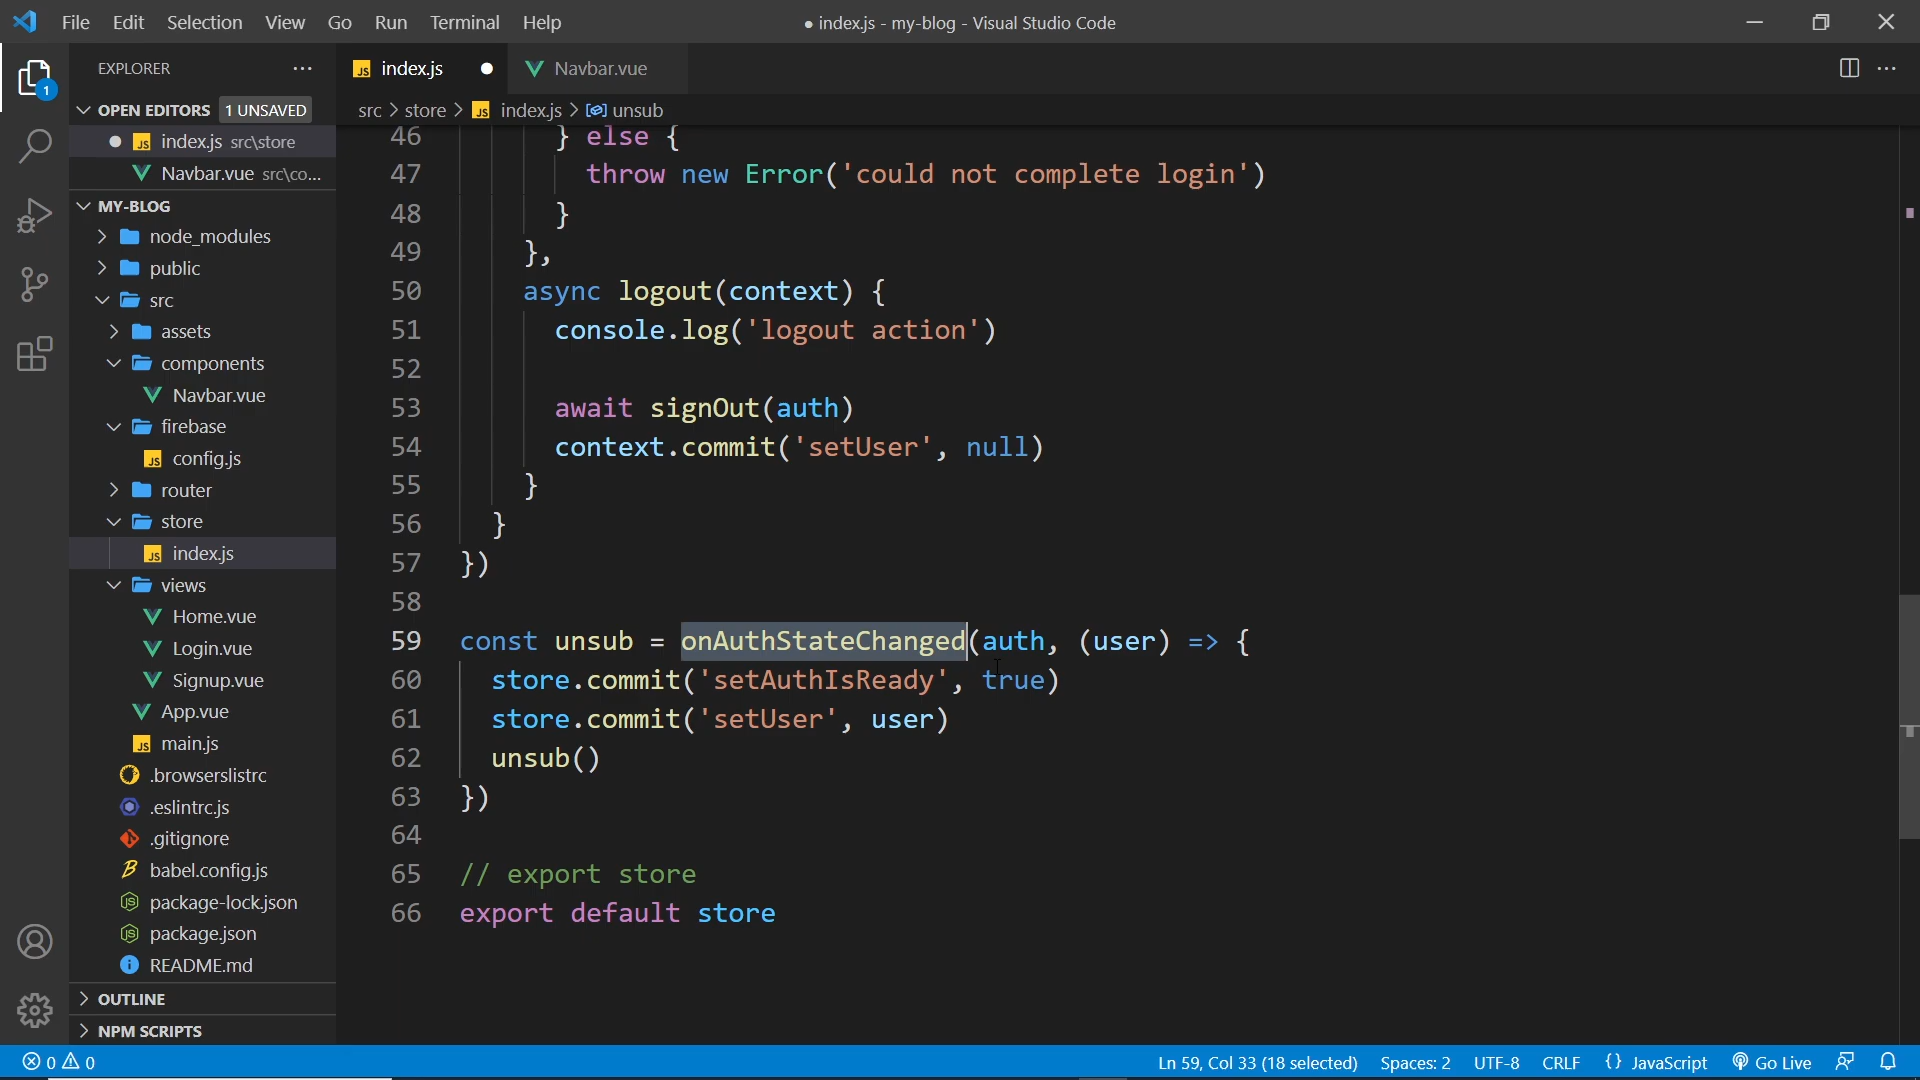 File Edit Selection View Go Run Terminal Help
● index.js - my-blog - Visual Studio Code
EXPLORER
index.js
Navbar.vue
OPEN EDITORS 1 UNSAVED
src > store > JS index.js > unsub
JS index.js src\store
Navbar.vue src\co...
MY-BLOG
node_modules
public
src
assets
components
Navbar.vue
firebase
JS config.js
router
store
JS index.js
views
Home.vue
Login.vue
Signup.vue
App.vue
JS main.js
.browserslistrc
.eslintrc.js
.gitignore
babel.config.js
package-lock.json
package.json
README.md
OUTLINE
NPM SCRIPTS
46 } else {
47 throw new Error('could not complete login')
48 }
49 },
50 async logout(context) {
51 console.log('logout action')
52
53 await signOut(auth)
54 context.commit('setUser', null)
55 }
56 }
57 })
58
59 const unsub = onAuthStateChanged(auth, (user) => {
60 store.commit('setAuthIsReady', true)
61 store.commit('setUser', user)
62 unsub()
63 })
64
65 // export store
66 export default store
0 0 Ln 59, Col 33 (18 selected) Spaces: 2 UTF-8 CRLF {} JavaScript Go Live